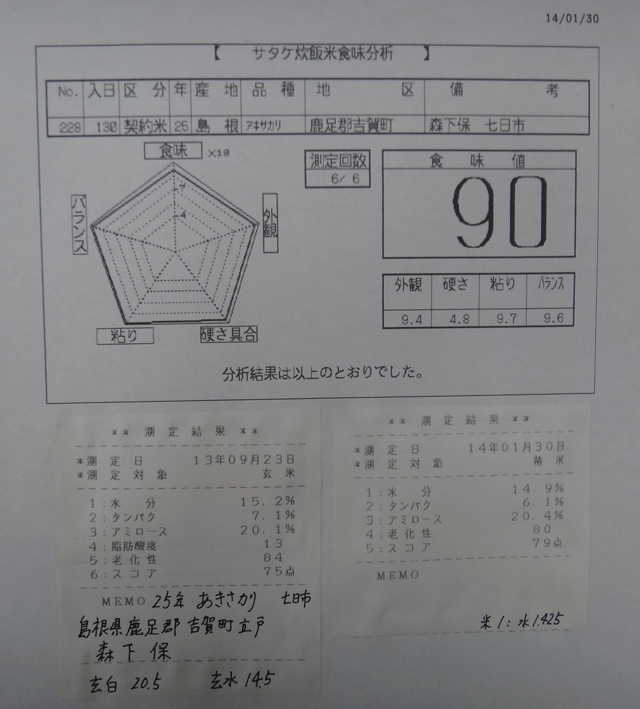 14/01/30
【 サタケ炊飯米食味分析 】
No. 入日 区分 年 産地 品種 地区 備考
228 130 契約米 25 島根 アキサカリ 鹿足郡吉賀町 森下保 七日市
食味 ×10
7
4
バランス
外観
粘り
硬さ具合
測定回数
6/ 6
食味値
90
外観 硬さ 粘り バランス
9.4 4.8 9.7 9.6
分析結果は以上のとおりでした。
** 測定結果 **
*測定日 13年09月23日
*測定対象 玄米
1:水分 15.2%
2:タンパク 7.1%
3:アミロース 20.1%
4:脂肪酸度 13
5:老化性 84
6:スコア 75点
MEMO 25年 あきさかり 七日市
島根県鹿足郡吉賀町立戸
森下保
玄白 20.5 玄水 14.5
** 測定結果 **
*測定日 14年01月30日
*測定対象 精米
1:水分 14.9%
2:タンパク 6.1%
3:アミロース 20.4%
4:老化性 80
5:スコア 79点
MEMO
米1:水1.425